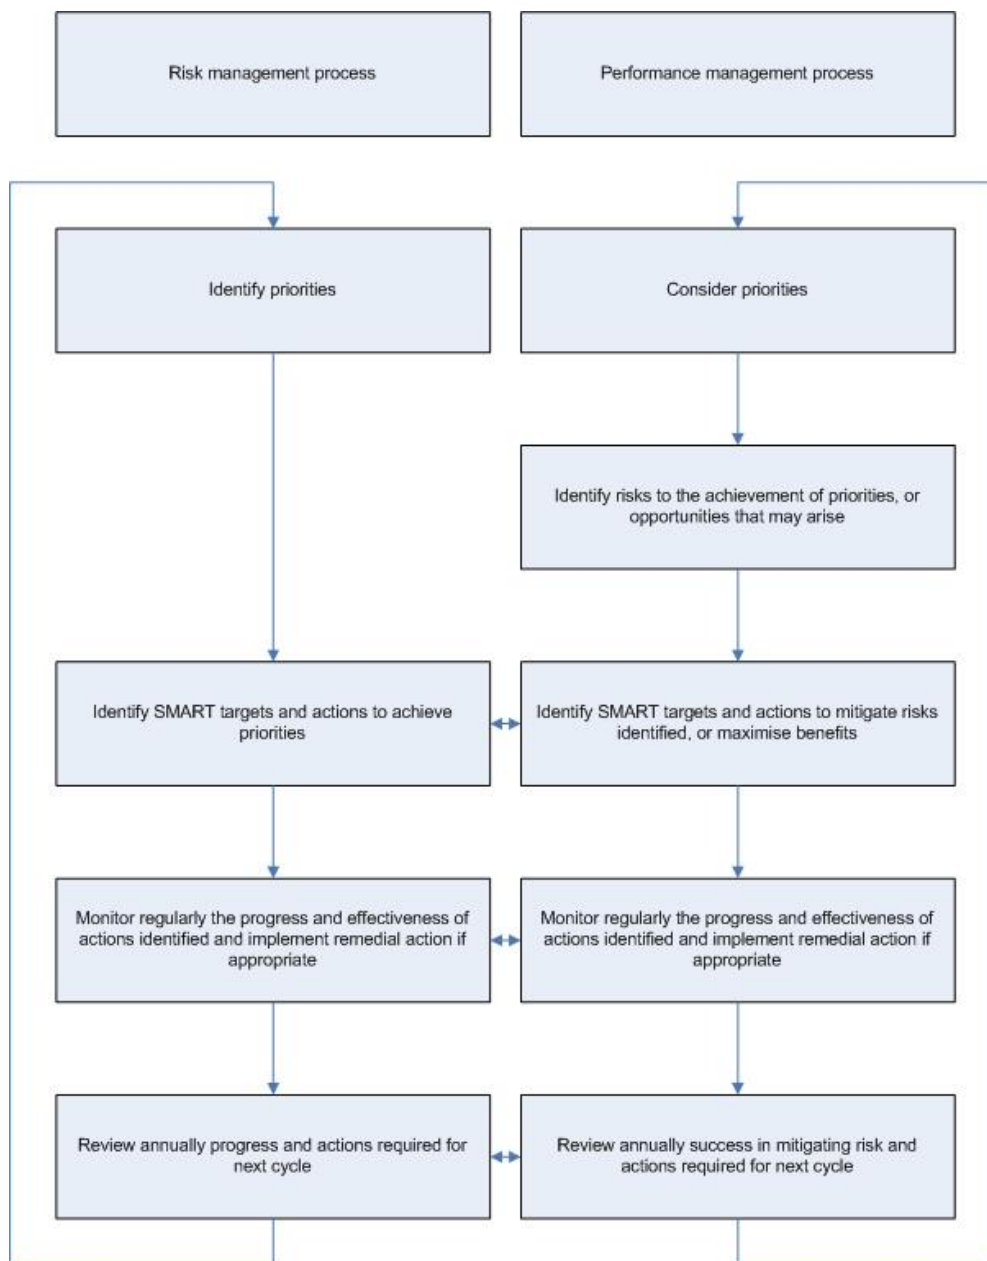 Risk management process
Performance management process
Identify priorities
Consider priorities
Identify risks to the achievement of priorities, or
opportunities that may arise
Identify SMART targets and actions to achieve
priorities
Identify SMART targets and actions to mitigate risks
identified, or maximise benefits
Monitor regularly the progress and effectiveness of
actions identified and implement remedial action if
appropriate
Monitor regularly the progress and effectiveness of
actions identified and implement remedial action if
appropriate
Review annually progress and actions required for
next cycle
Review annually success in mitigating risk and
actions required for next cycle